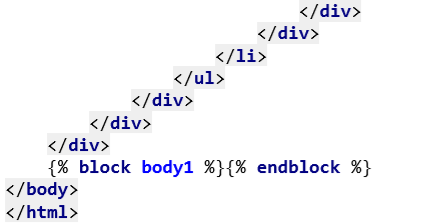 </div>
</div>
</li>
</ul>
</div>
</div>
</div>
{% block body1 %}{% endblock %}
</body>
</html>